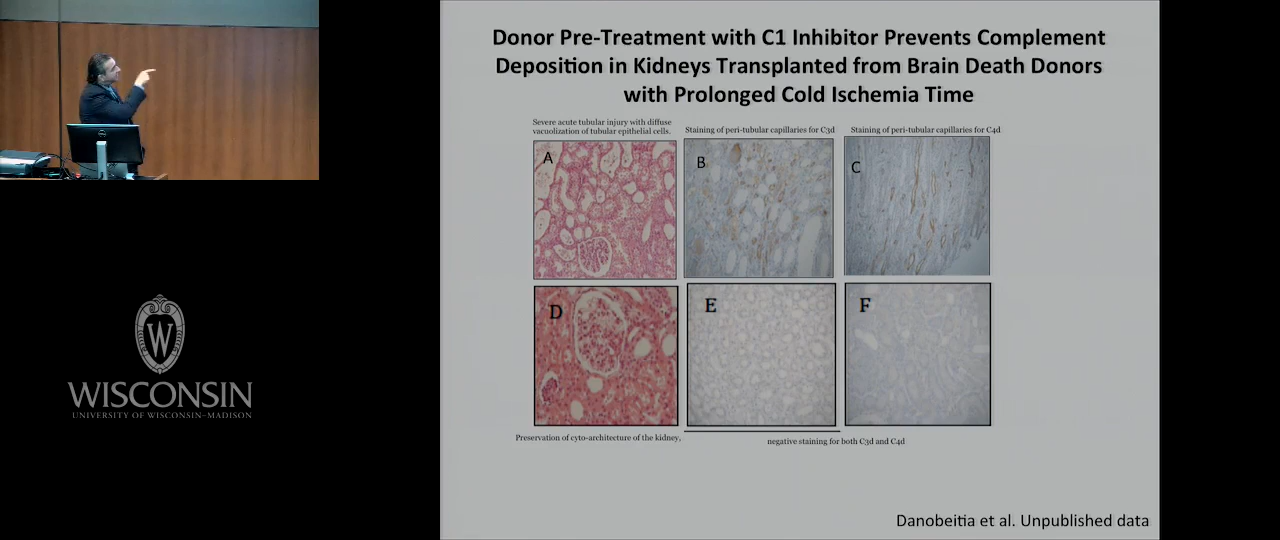 Donor Pre-Treatment with C1 Inhibitor Prevents Complement
Deposition in Kidneys Transplanted from Brain Death Donors
with Prolonged Cold Ischemia Time
Severe acute tubular injury with diffuse
vacuolization of tubular epithelial cells.
Staining of peri-tubular capillaries for C3d
Staining of peri-tubular capillaries for C4d
A
B
C
D
E
F
Preservation of cyto-architecture of the kidney,
negative staining for both C3d and C4d
Danobeitia et al. Unpublished data
W
WISCONSIN
UNIVERSITY OF WISCONSIN–MADISON